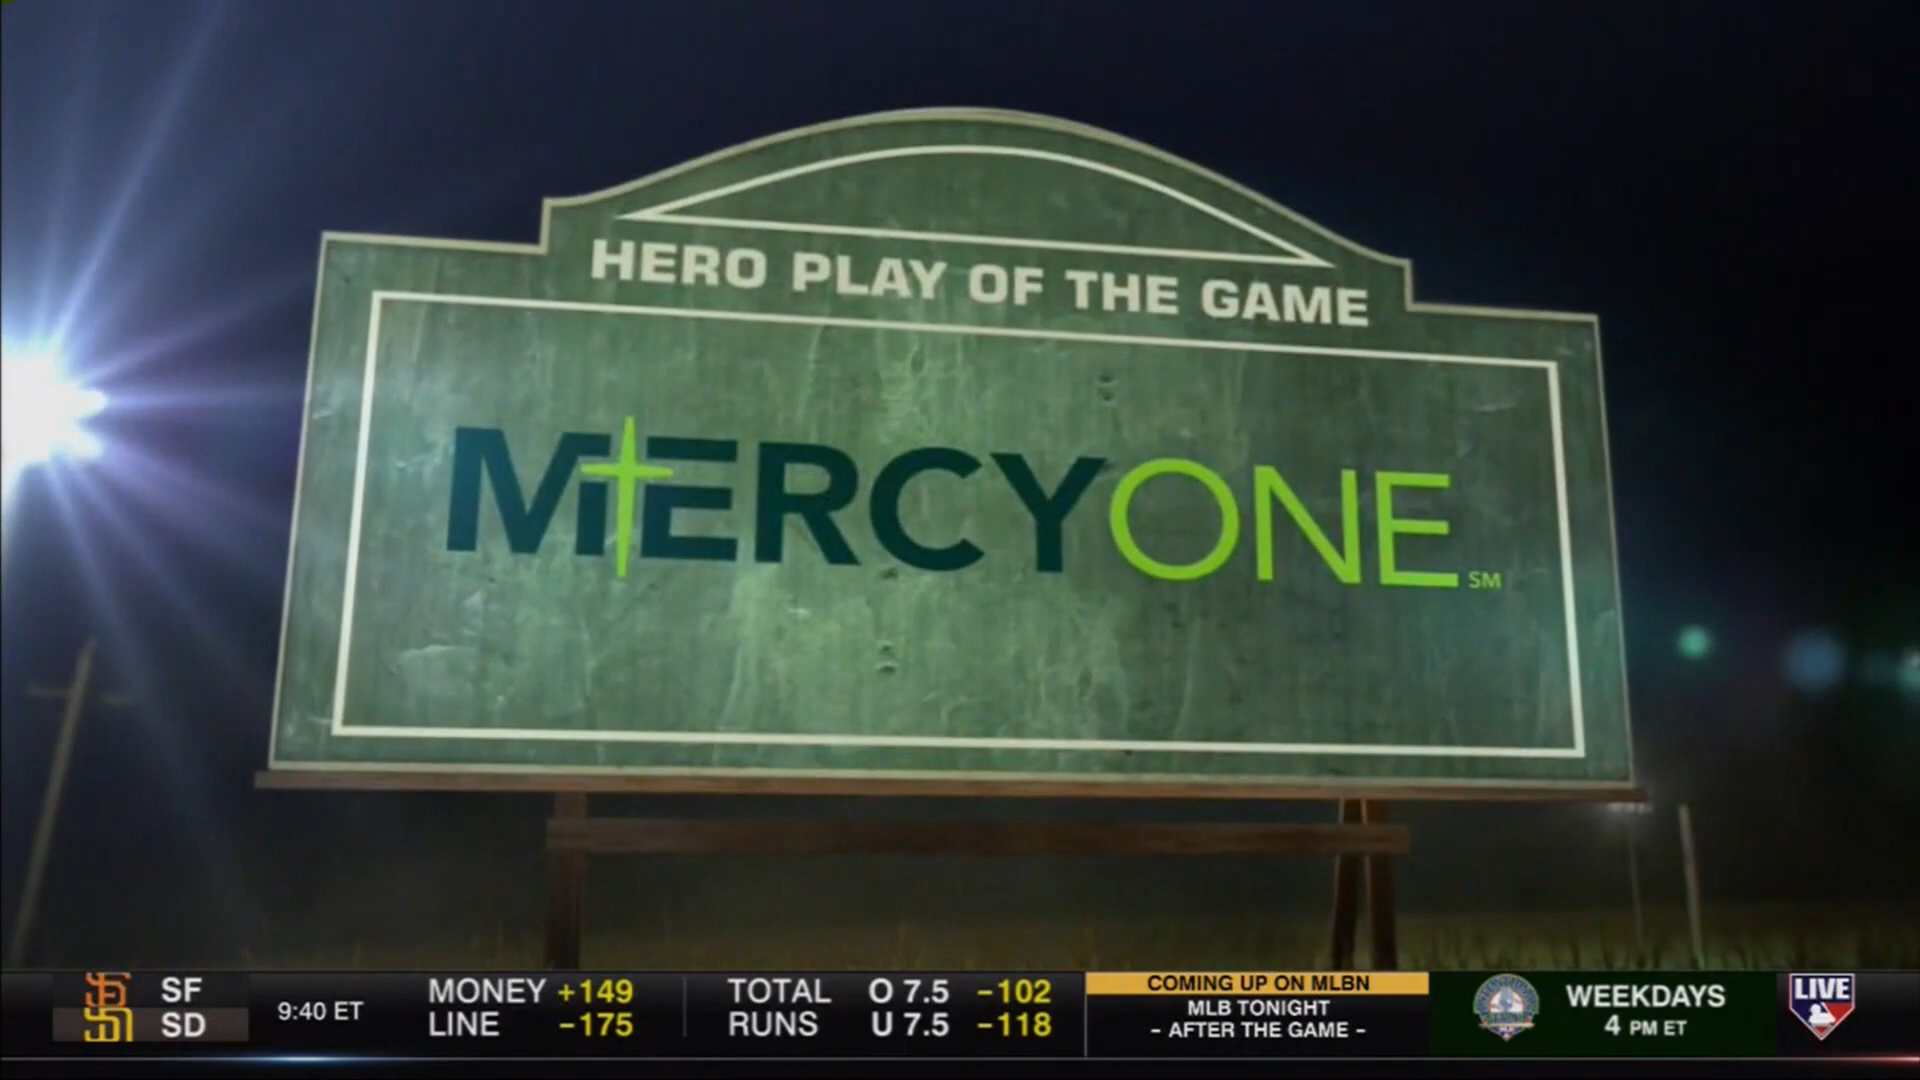 HERO PLAY OF THE GAME
MERCYONE SM
SF
SD
9:40 ET
MONEY +149
LINE -175
TOTAL O 7.5 -102
RUNS U 7.5 -118
COMING UP ON MLBN
MLB TONIGHT
- AFTER THE GAME -
WEEKDAYS
4 PM ET
LIVE